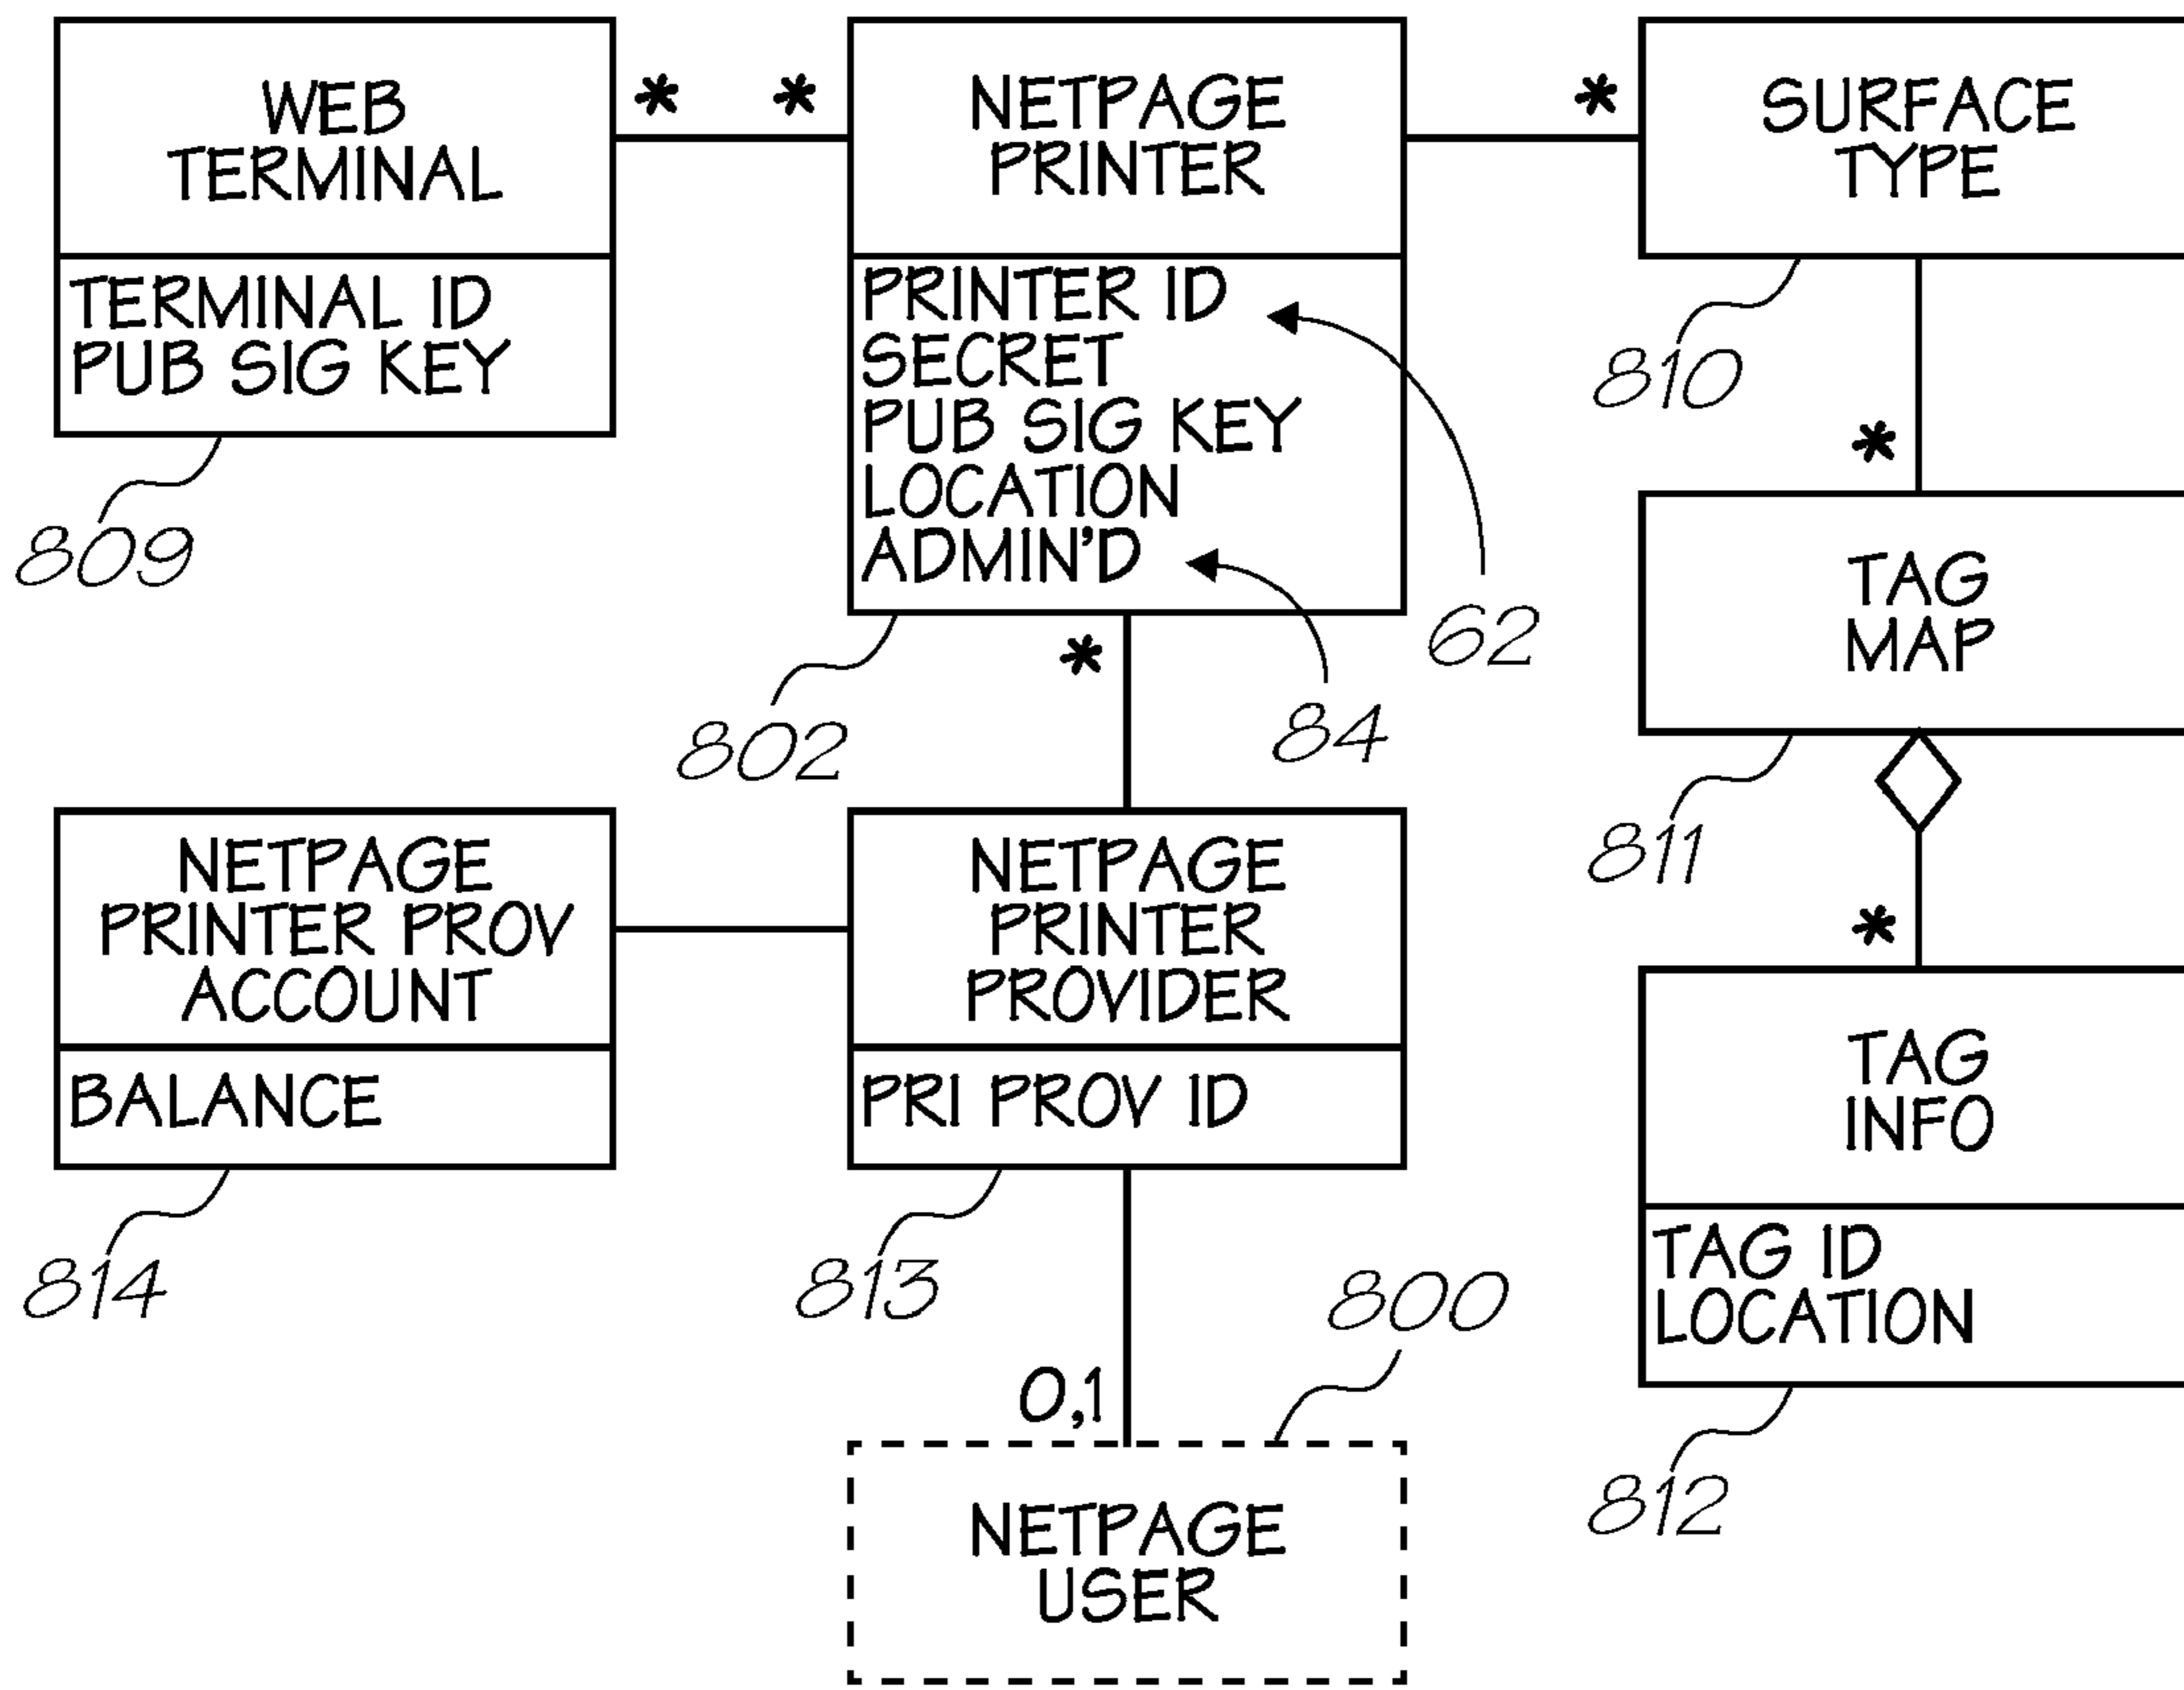 WEB
TERMINAL
TERMINAL ID
PUB SIG KEY
809
*
*
NETPAGE
PRINTER
PRINTER ID
SECRET
PUB SIG KEY
LOCATION
ADMIN'D
62
84
802
*
*
SURFACE
TYPE
810
*
TAG
MAP
811
*
TAG
INFO
TAG ID
LOCATION
812
NETPAGE
PRINTER PROV
ACCOUNT
BALANCE
814
NETPAGE
PRINTER
PROVIDER
PRI PROV ID
813
800
0,1
NETPAGE
USER